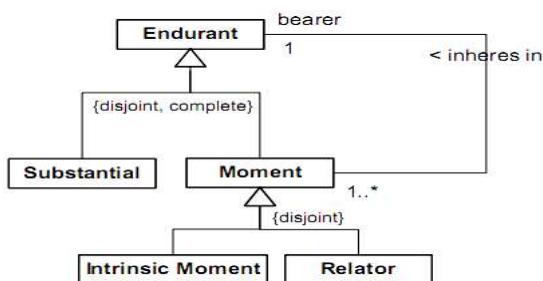 bearer
Endurant
1
< inheres in
{disjoint, complete}
Substantial
Moment
1..*
{disjoint}
Intrinsic Moment
Relator